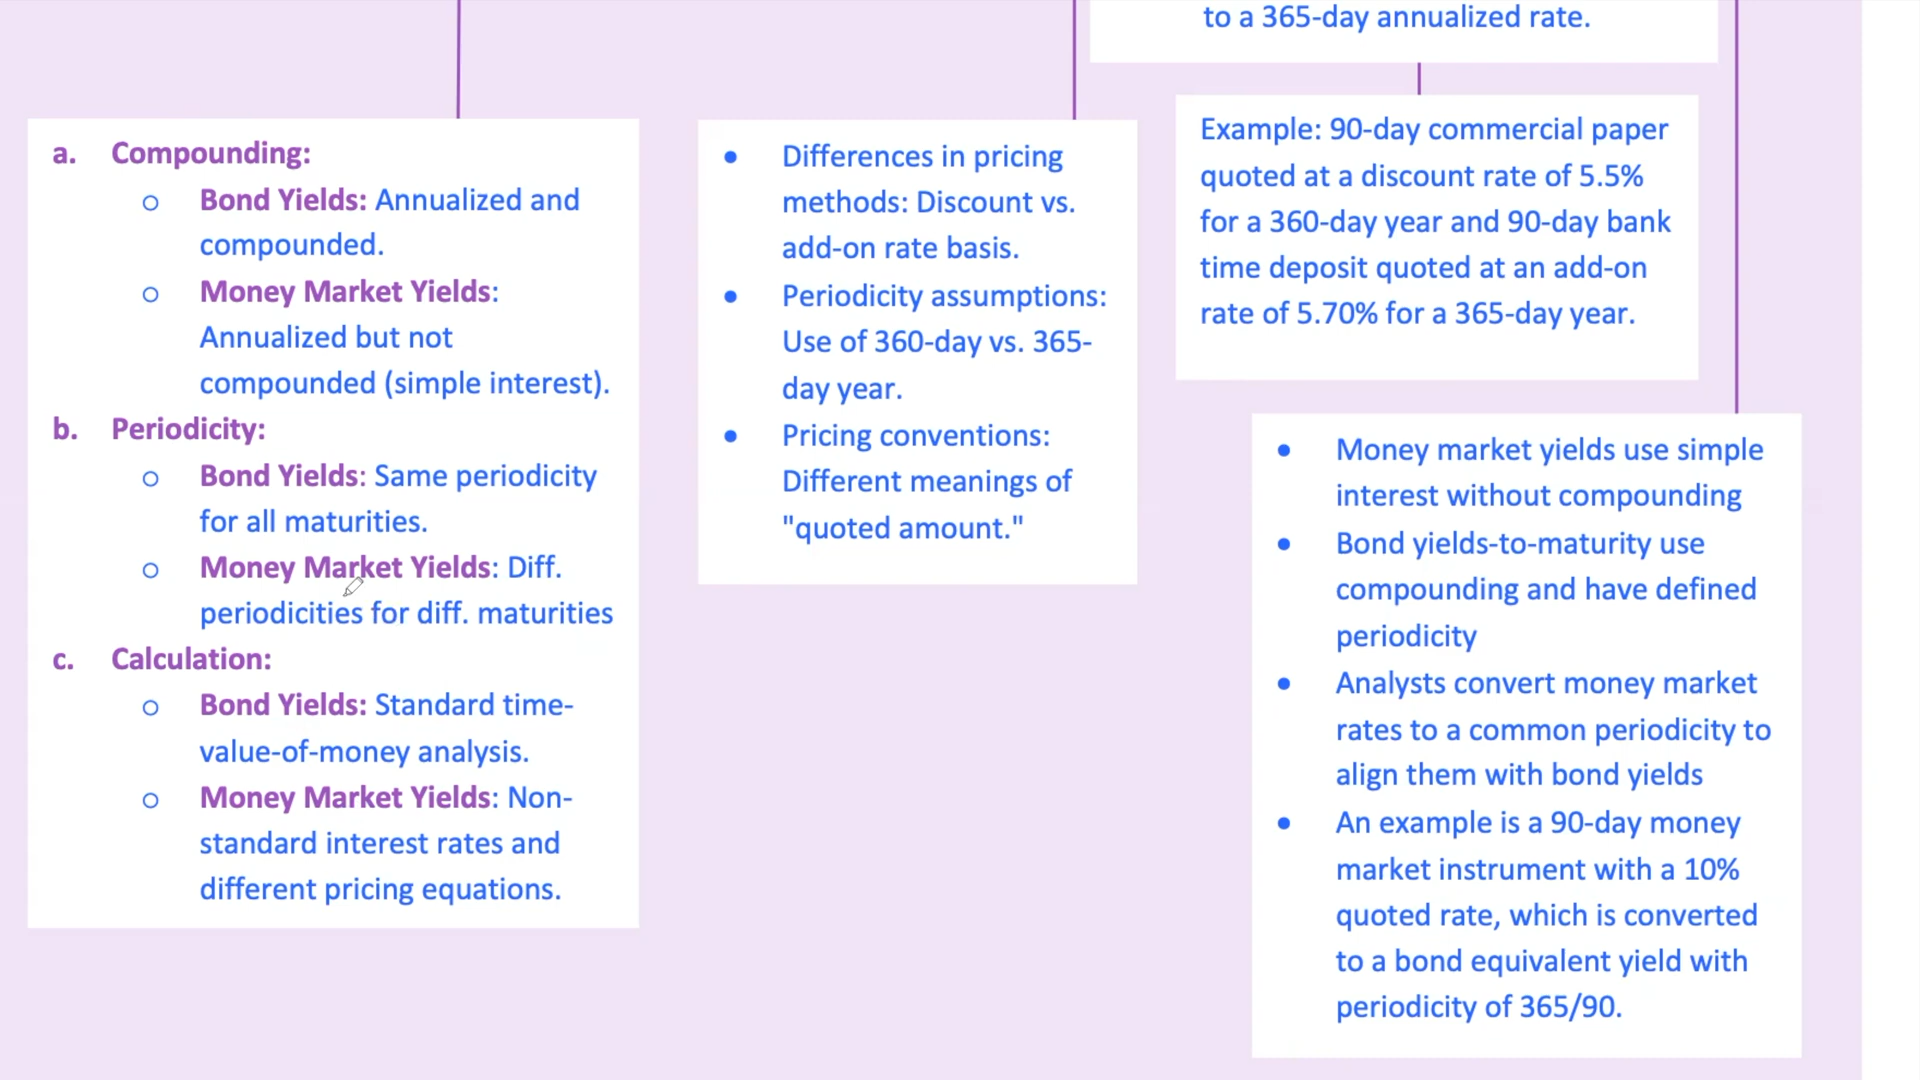 to a 365-day annualized rate.
a. Compounding:
○ Bond Yields: Annualized and
compounded.
○ Money Market Yields:
Annualized but not
compounded (simple interest).
b. Periodicity:
○ Bond Yields: Same periodicity
for all maturities.
○ Money Market Yields: Diff.
periodicities for diff. maturities
c. Calculation:
○ Bond Yields: Standard time-
value-of-money analysis.
○ Money Market Yields: Non-
standard interest rates and
different pricing equations.
• Differences in pricing
methods: Discount vs.
add-on rate basis.
• Periodicity assumptions:
Use of 360-day vs. 365-
day year.
• Pricing conventions:
Different meanings of
"quoted amount."
Example: 90-day commercial paper
quoted at a discount rate of 5.5%
for a 360-day year and 90-day bank
time deposit quoted at an add-on
rate of 5.70% for a 365-day year.
• Money market yields use simple
interest without compounding
• Bond yields-to-maturity use
compounding and have defined
periodicity
• Analysts convert money market
rates to a common periodicity to
align them with bond yields
• An example is a 90-day money
market instrument with a 10%
quoted rate, which is converted
to a bond equivalent yield with
periodicity of 365/90.